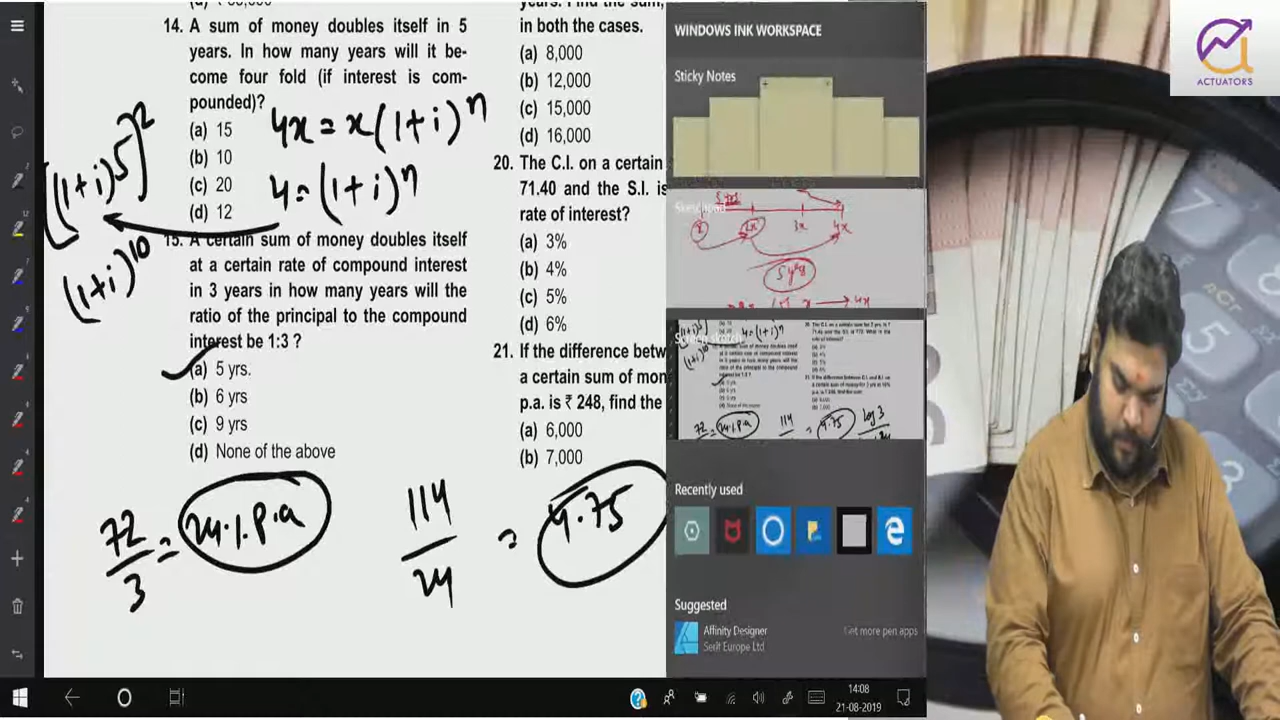 14. A sum of money doubles itself in 5
years. In how many years will it be-
come four fold (if interest is com-
pounded)?
(a) 15
(b) 10
(c) 20
(d) 12
4x = x(1+i)^n
4 = (1+i)^n
[(1+i)^5]^2
(1+i)^10
15. A certain sum of money doubles itself
at a certain rate of compound interest
in 3 years in how many years will the
ratio of the principal to the compound
interest be 1:3 ?
(a) 5 yrs.
(b) 6 yrs
(c) 9 yrs
(d) None of the above
72/3 = 24%. P.a
114/24 = 4.75
in both the cases.
(a) 8,000
(b) 12,000
(c) 15,000
(d) 16,000
20. The C.I. on a certain
71.40 and the S.I. is
rate of interest?
(a) 3%
(b) 4%
(c) 5%
(d) 6%
21. If the difference betw
a certain sum of mon
p.a. is ₹ 248, find the
(a) 6,000
(b) 7,000
WINDOWS INK WORKSPACE
Sticky Notes
Sketchpad
x 2x 3x 4x
5 yrs
Recently used
Suggested
Affinity Designer
Serif Europe Ltd
Get more pen apps
14:08
21-08-2019
ACTUATORS